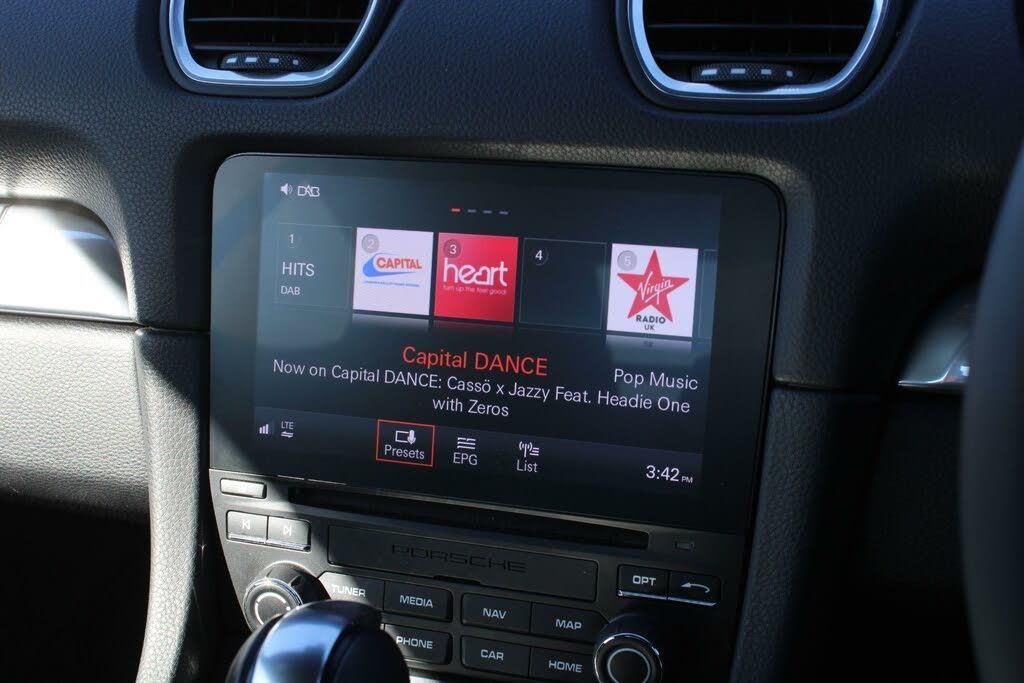 DAB
1
HITS
DAB
2
CAPITAL
3
heart
turn up the feel good!
4
5
Virgin
RADIO
UK
Capital DANCE
Pop Music
Now on Capital DANCE: Cassö x Jazzy Feat. Headie One
with Zeros
LTE
Presets
EPG
List
3:42 PM
PORSCHE
OPT
TUNER
MEDIA
NAV
MAP
PHONE
CAR
HOME